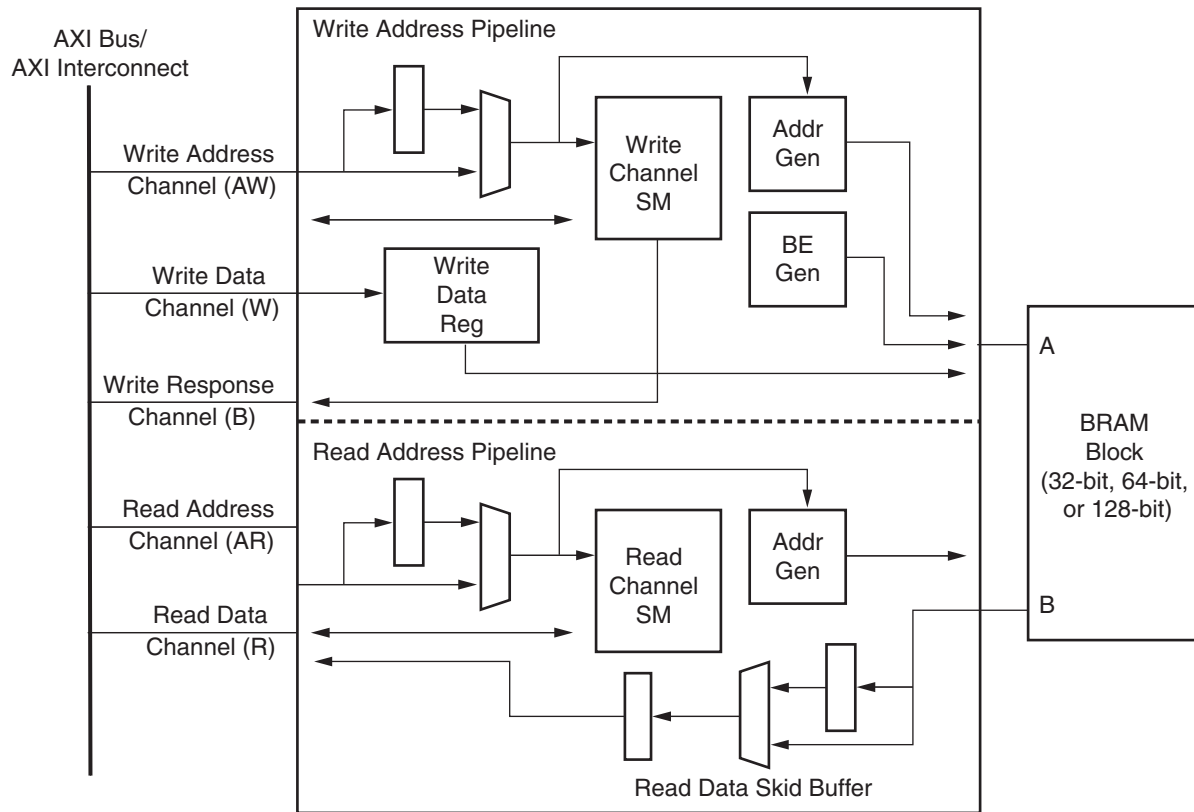 AXI Bus/
AXI Interconnect
Write Address Pipeline
Write Address
Channel (AW)
Write
Channel
SM
Addr
Gen
BE
Gen
Write Data
Channel (W)
Write
Data
Reg
Write Response
Channel (B)
A
BRAM
Block
(32-bit, 64-bit,
or 128-bit)
B
Read Address Pipeline
Read Address
Channel (AR)
Read
Channel
SM
Addr
Gen
Read Data
Channel (R)
Read Data Skid Buffer